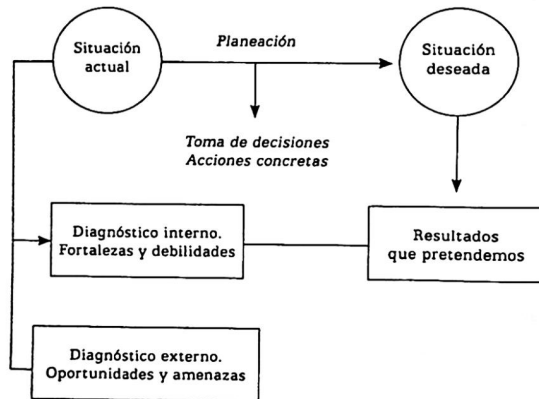 Situación
actual
Planeación
Situación
deseada
Toma de decisiones
Acciones concretas
Diagnóstico interno.
Fortalezas y debilidades
Resultados
que pretendemos
Diagnóstico externo.
Oportunidades y amenazas